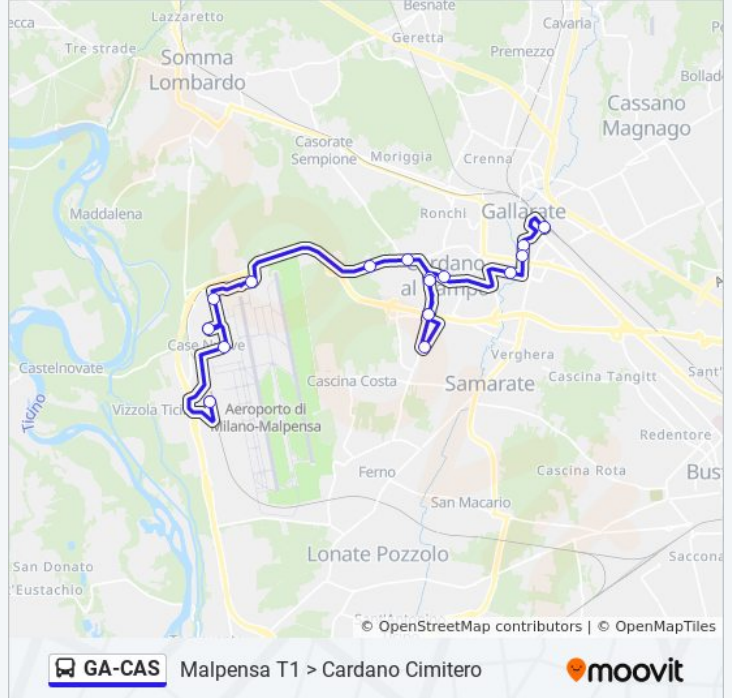 Besnate
Lazzaretto
Cavaria
ecca
Geretta
Tre strade
Premezzo
Somma
Lombardo
Bollad
Cassano
Magnago
Casorate
Sempione
Moriggia
Crenna
Maddalena
Ronchi
Gallarate
rdano
al
Case N
ve
Verghera
Castelnovate
Cascina Costa
Cascina Tangitt
Sant'
Samarate
Ticino
Vizzola Tici
Aeroporto di
Milano-Malpensa
Redentore
Ferno
Cascina Rota
Bus
San Macario
Lonate Pozzolo
San Donato
Saccona
'Eustachio
© OpenStreetMap contributors | © OpenMapTiles
GA-CAS Malpensa T1 > Cardano Cimitero
moovit